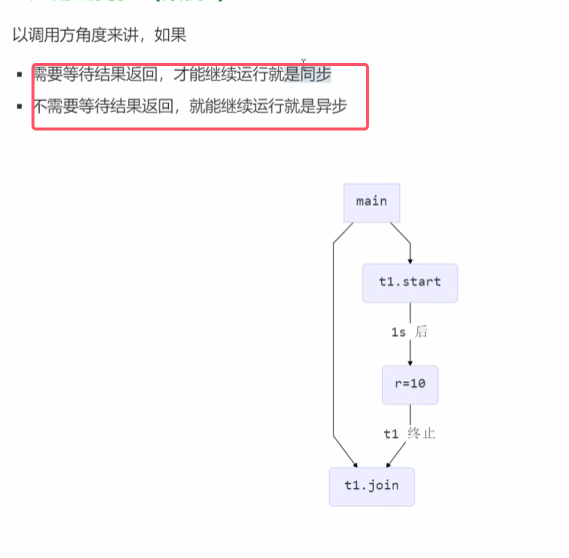 以调用方角度来讲，如果
需要等待结果返回，才能继续运行就是同步
不需要等待结果返回，就能继续运行就是异步
main
t1.start
1s 后
r=10
t1 终止
t1.join